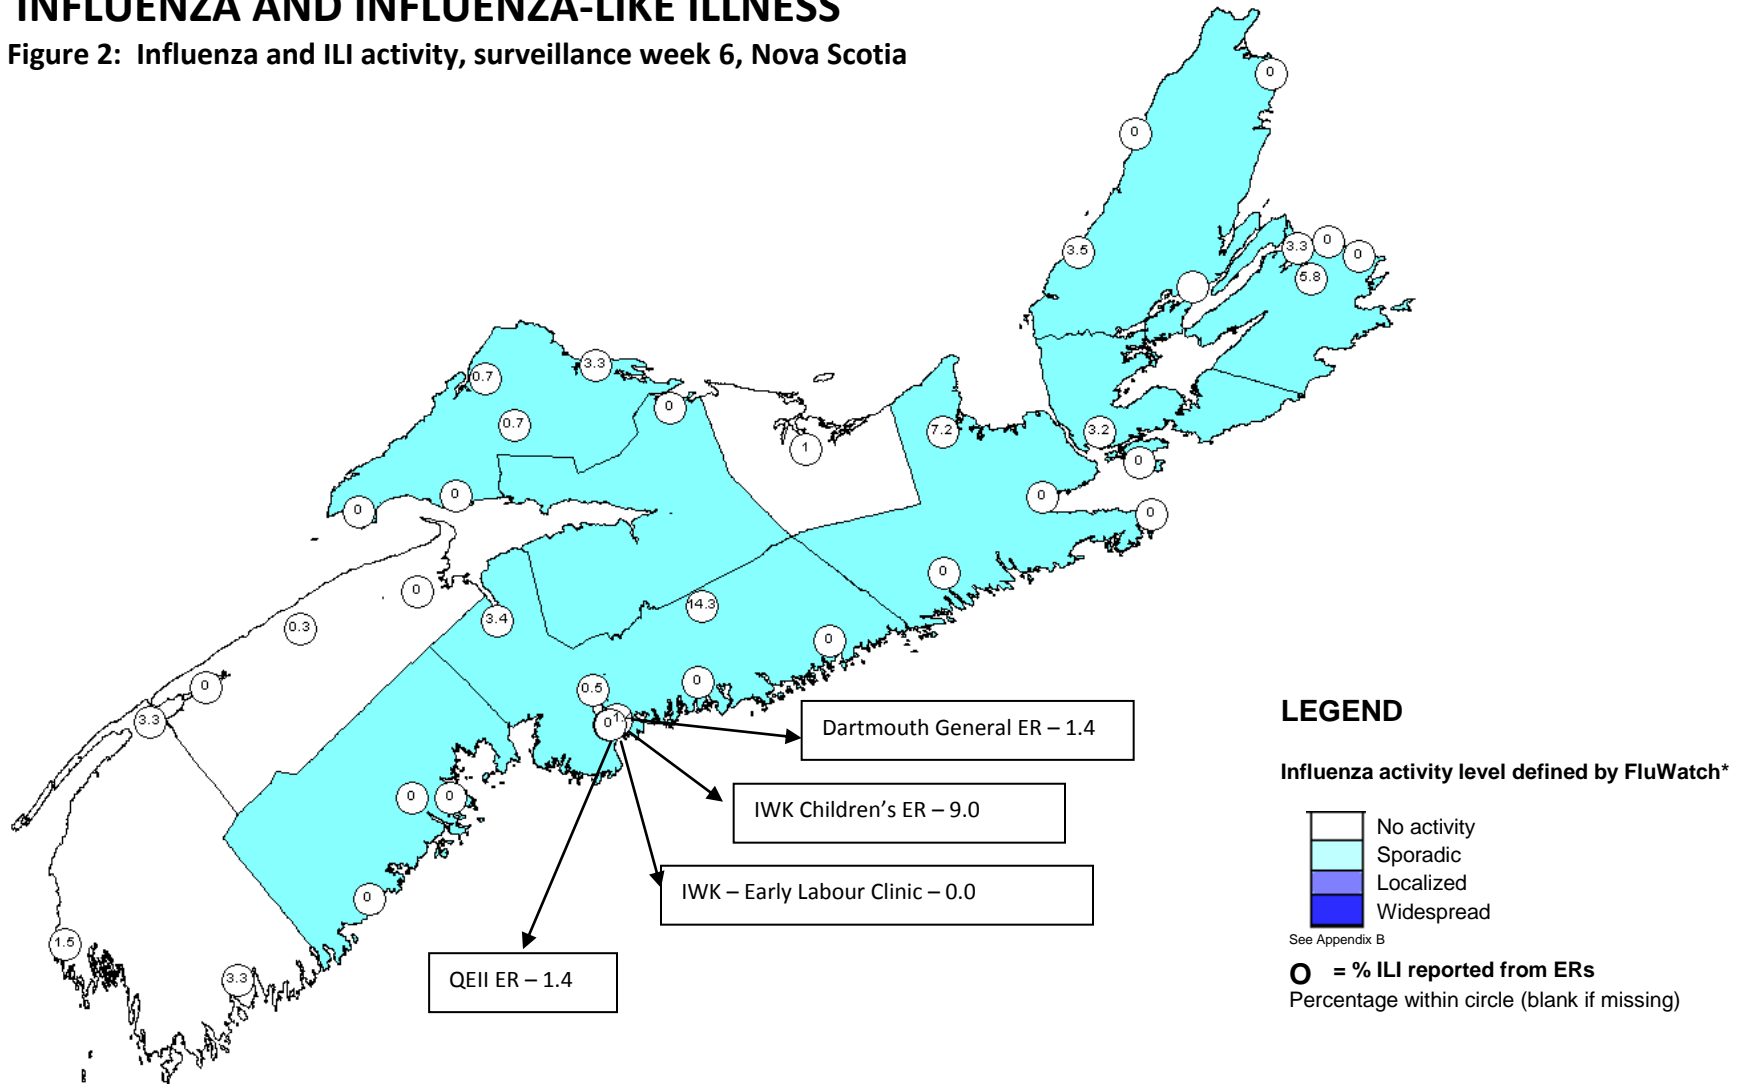 INFLUENZA AND INFLUENZA-LIKE ILLNESS
Figure 2: Influenza and ILI activity, surveillance week 6, Nova Scotia
0
0
3.5
3.3
0
0
5.8
0.7
3.3
0
0.7
1
7.2
3.2
0
0
0
0
0
0
0
3.4
14.3
0.3
0
0
0.5
0
3.3
0
1.4
Dartmouth General ER – 1.4
IWK Children's ER – 9.0
IWK – Early Labour Clinic – 0.0
QEII ER – 1.4
0
0
0
1.5
3.3
LEGEND
Influenza activity level defined by FluWatch*
No activity
Sporadic
Localized
Widespread
See Appendix B
O = % ILI reported from ERs
Percentage within circle (blank if missing)